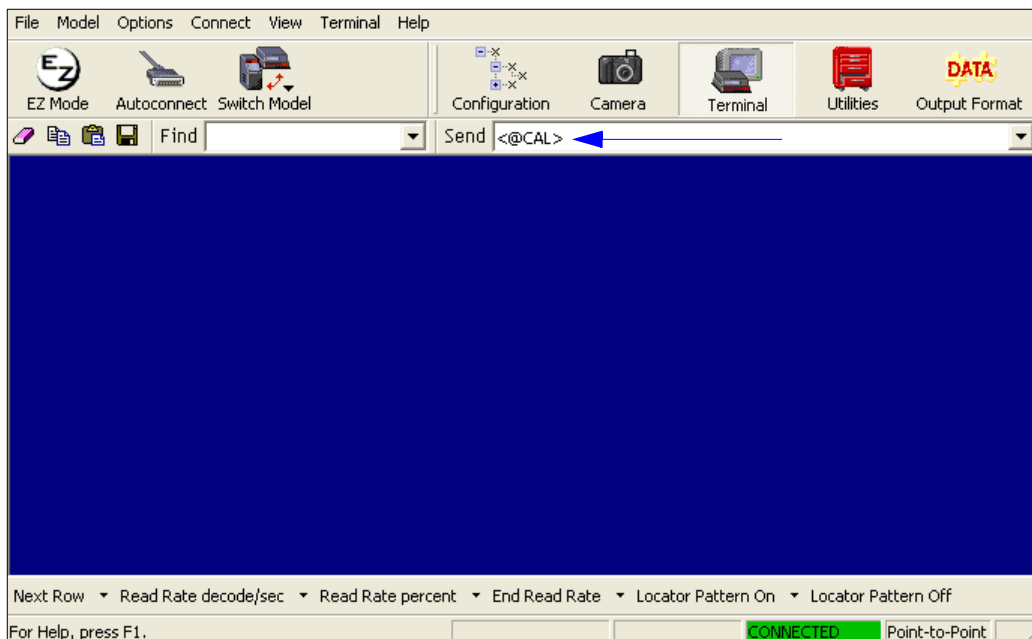 File Model Options Connect View Terminal Help
EZ
DATA
EZ Mode Autoconnect Switch Model Configuration Camera Terminal Utilities Output Format
Find Send <@CAL>
Next Row Read Rate decode/sec Read Rate percent End Read Rate Locator Pattern On Locator Pattern Off
For Help, press F1. CONNECTED Point-to-Point